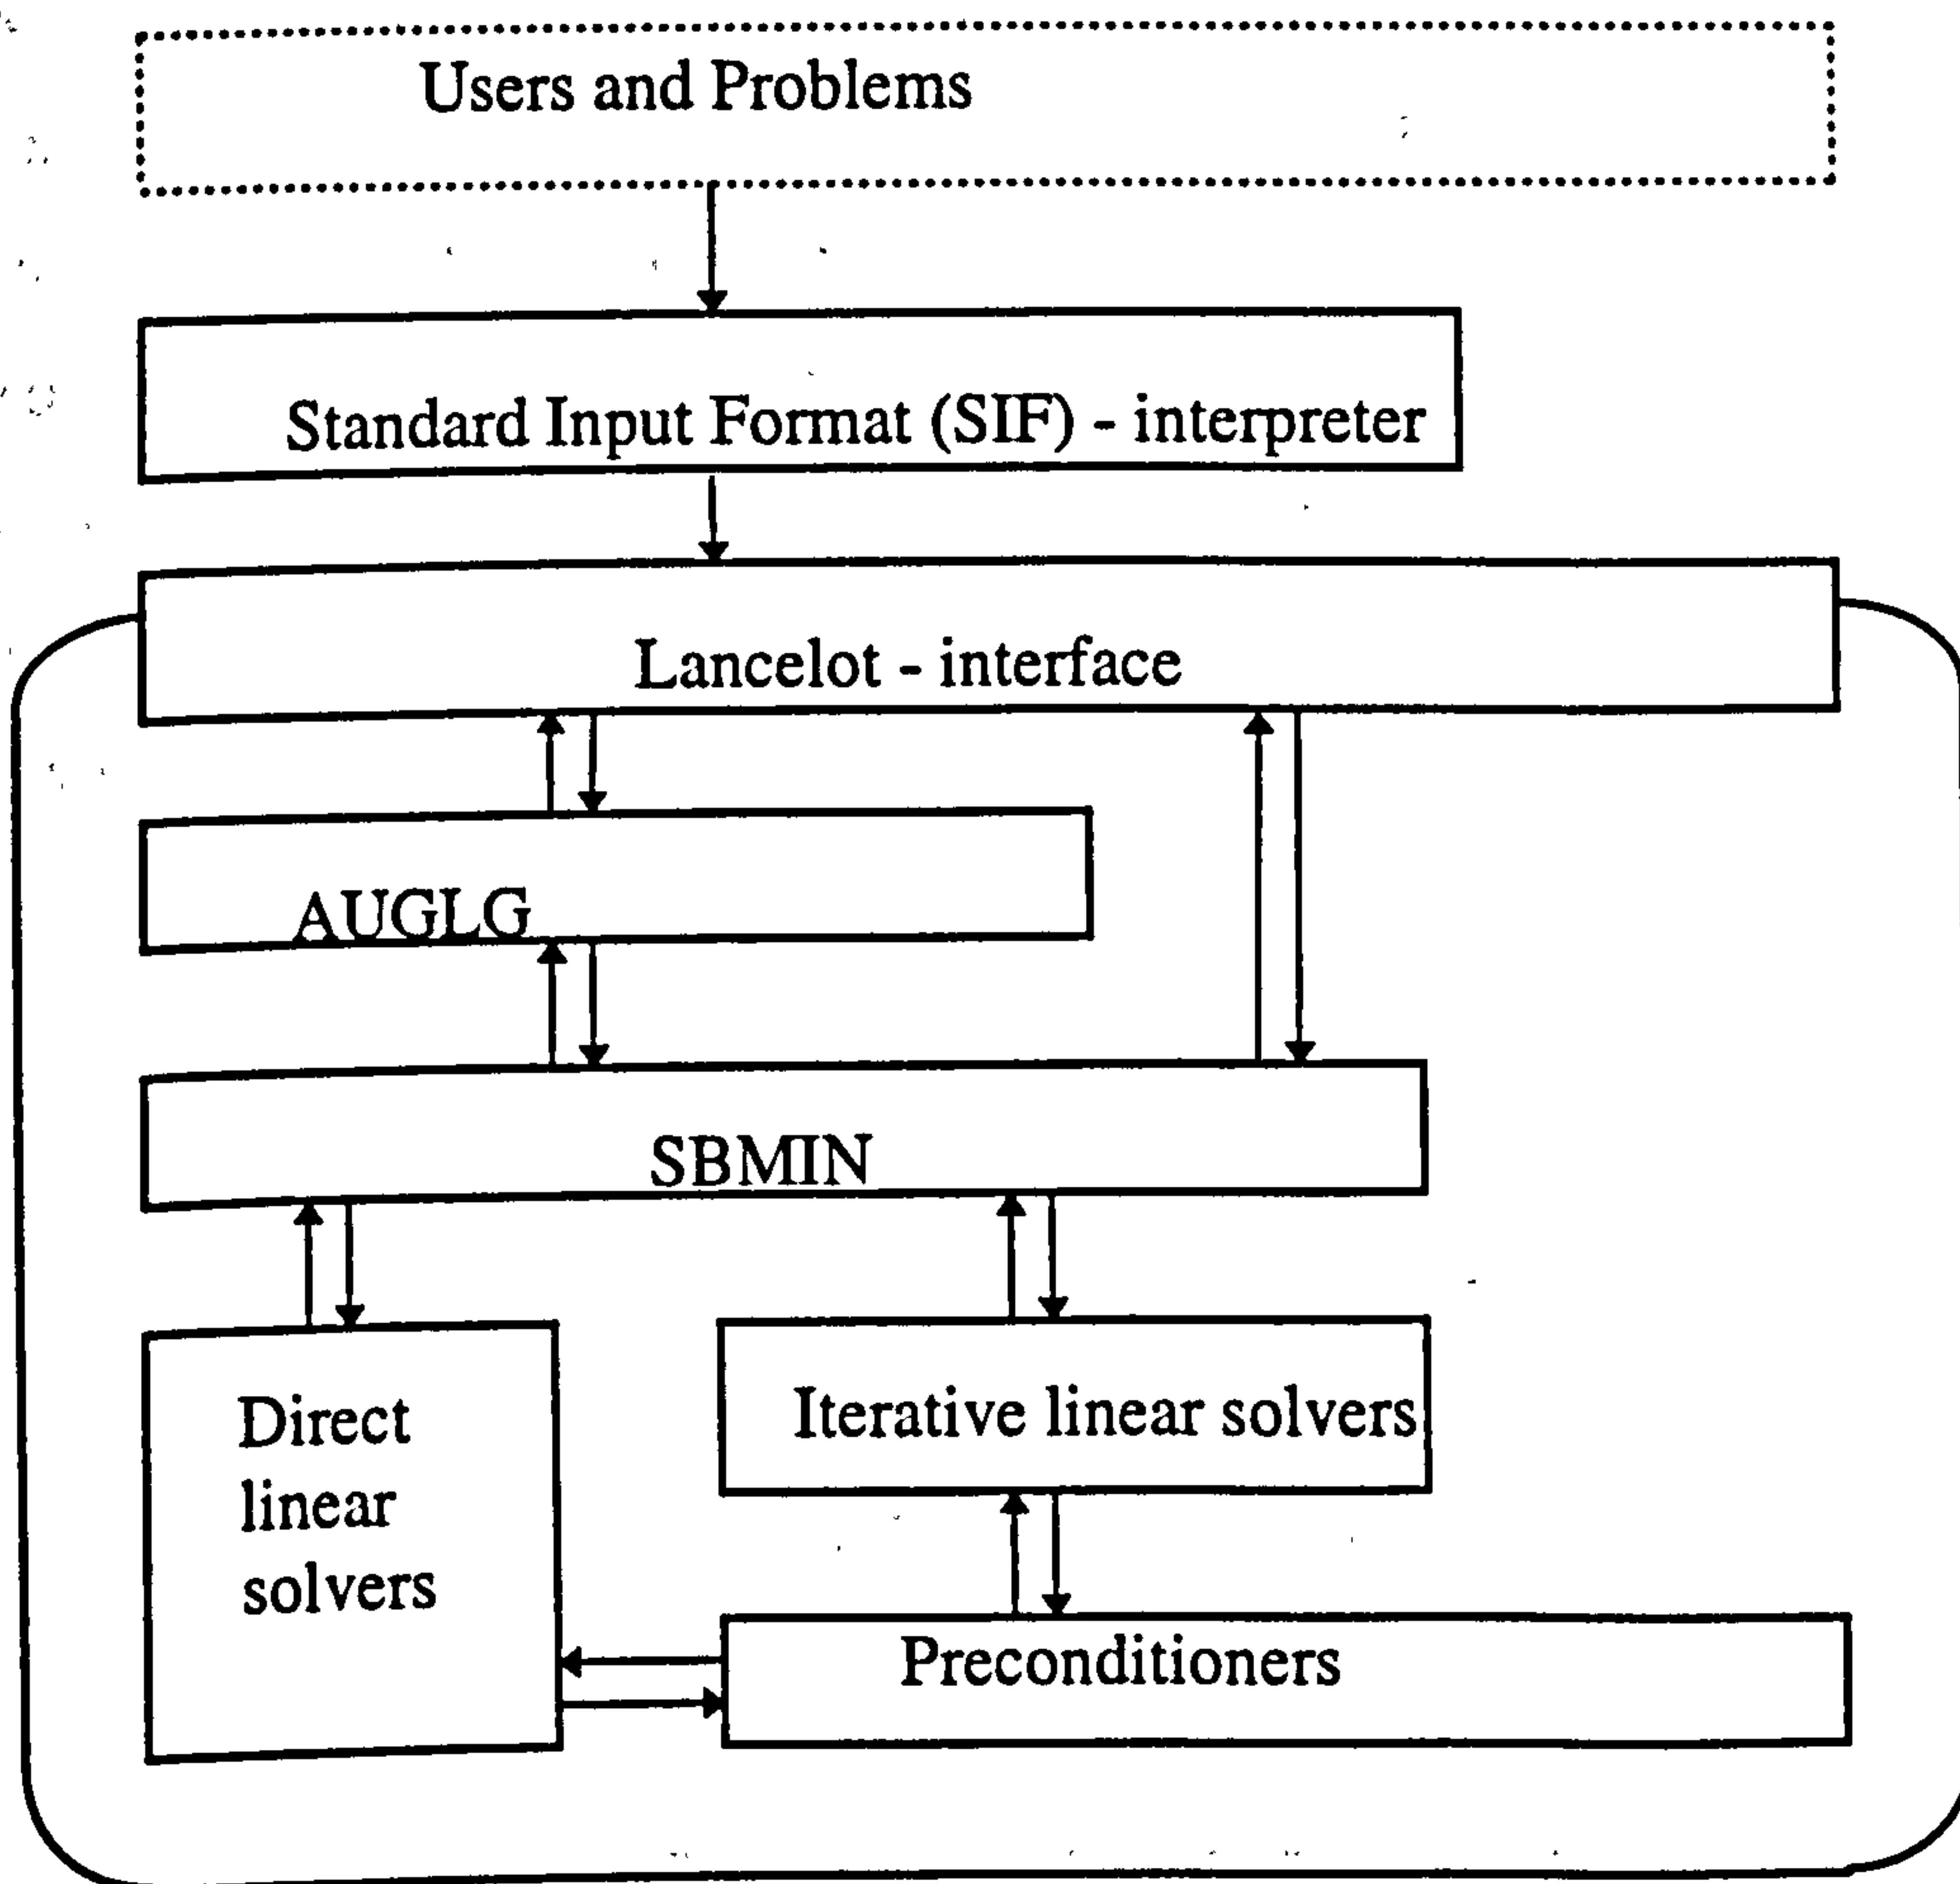 Users and Problems
Standard Input Format (SIF) - interpreter
Lancelot - interface
AUGLG
SBMIN
Direct
linear
solvers
Iterative linear solvers
Preconditioners